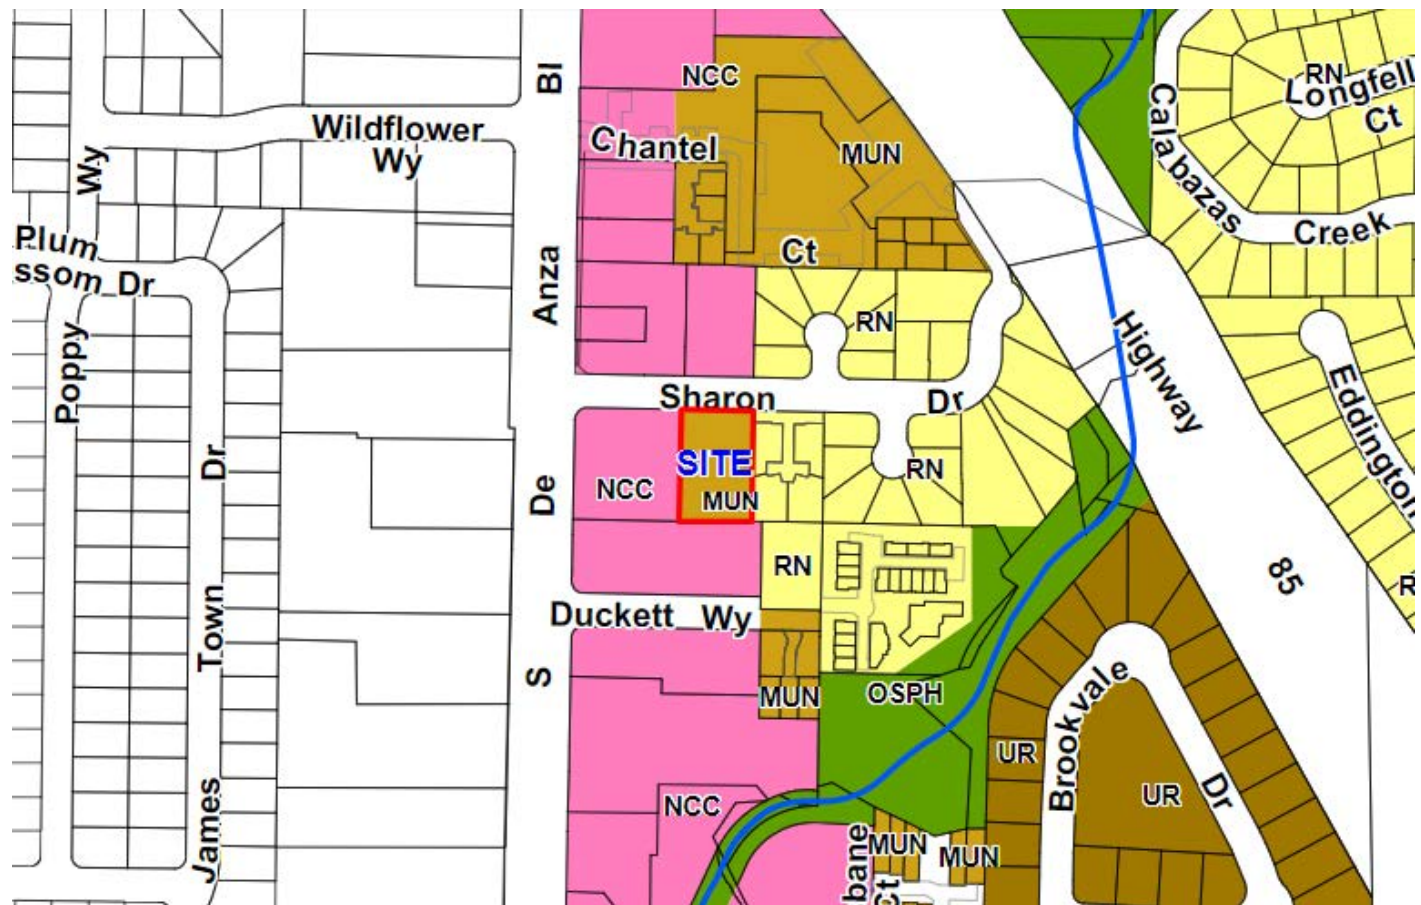 Bl
NCC
RN
Longfell
Ct
Wildflower
Wy
Chantel
MUN
Calabazas
Creek
Wy
Plum
ssom Dr
Ct
Anza
RN
Highway
Poppy
Sharon Dr
Eddington
SITE
MUN
NCC
RN
De
Dr
RN
85
R
Duckett Wy
Town
S
MUN
OSPH
Brookvale
Dr
UR
UR
NCC
James
MUN
MUN
bane
Ct